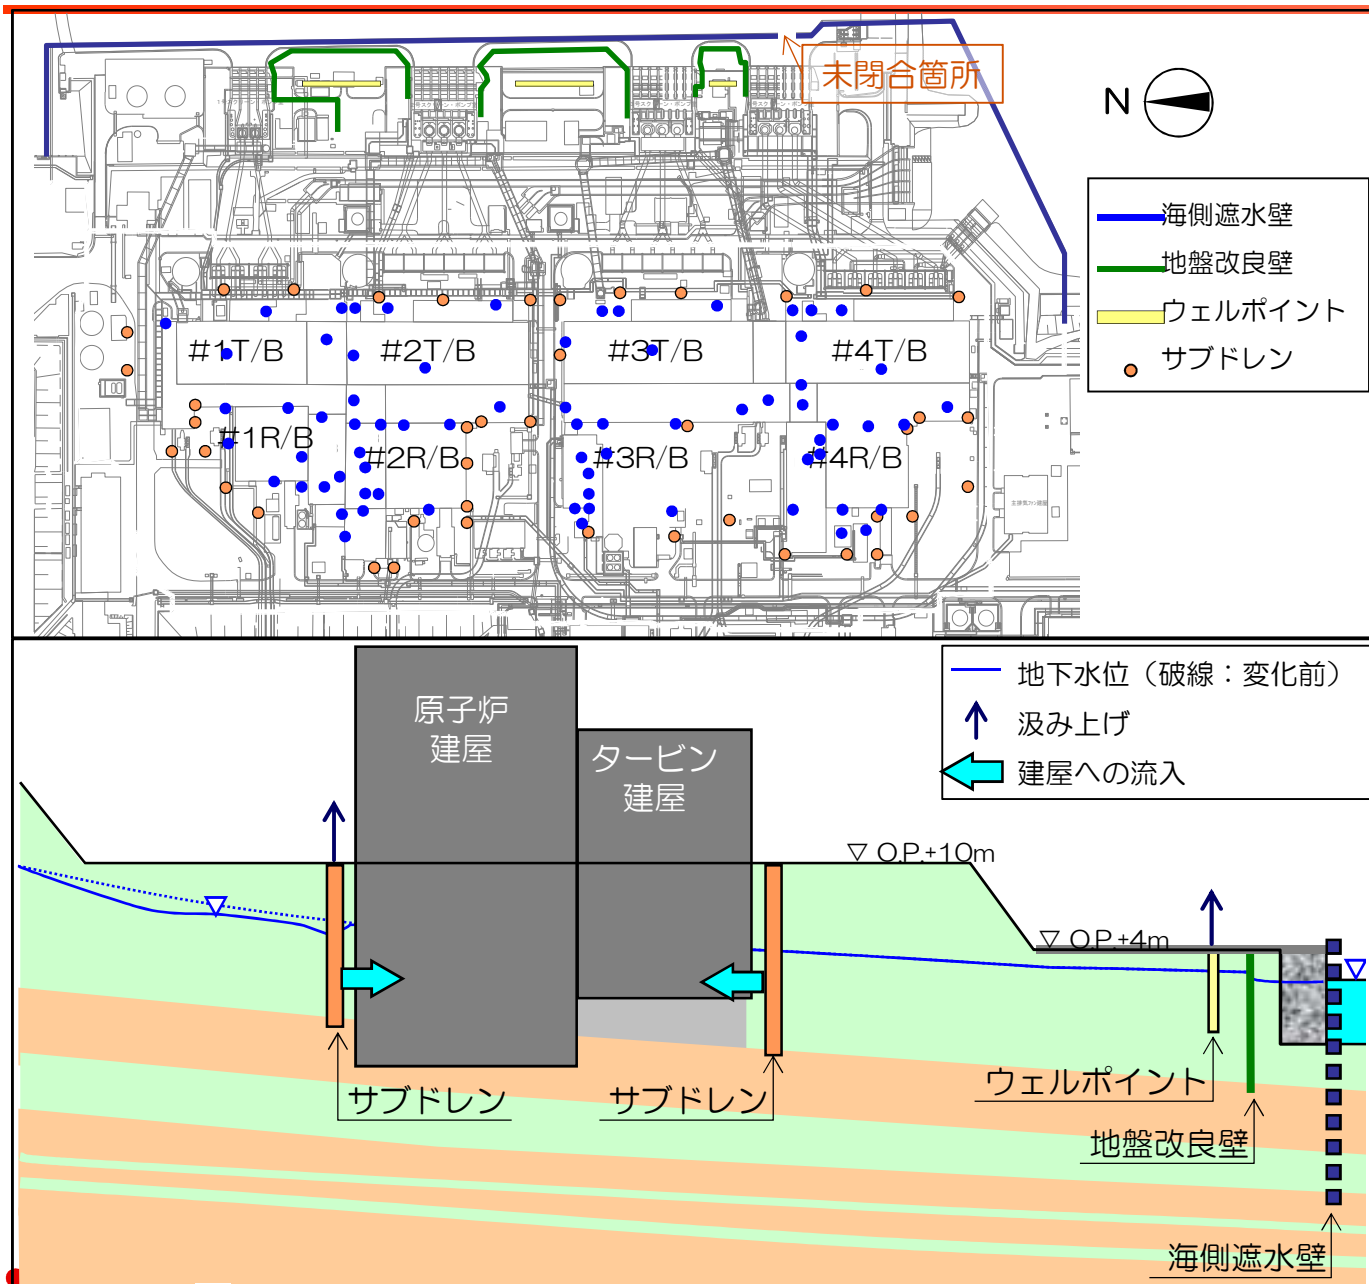 未閉合箇所
N
海側遮水壁
地盤改良壁
ウェルポイント
サブドレン
#1T/B
#2T/B
#3T/B
#4T/B
#1R/B
#2R/B
#3R/B
#4R/B
地下水位（破線：変化前）
汲み上げ
建屋への流入
原子炉
建屋
タービン
建屋
▽ O.P.+10m
▽ O.P.+4m
サブドレン
サブドレン
ウェルポイント
地盤改良壁
海側遮水壁